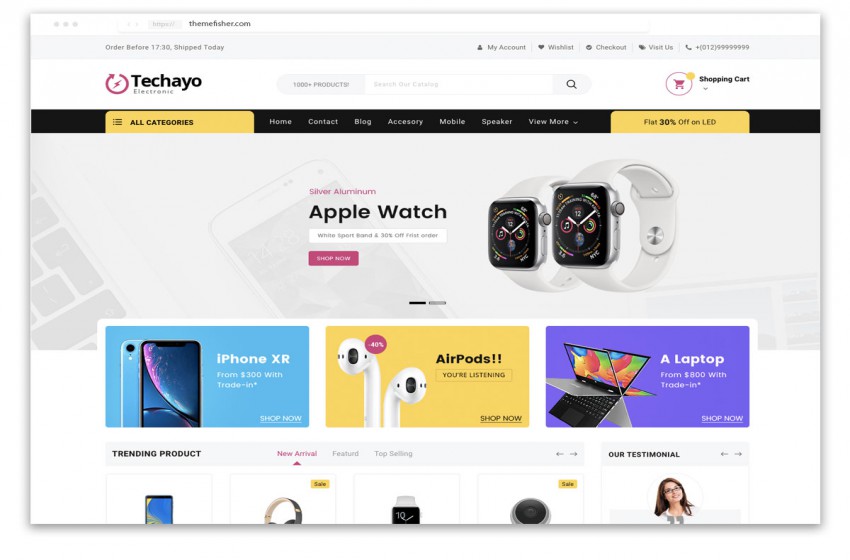 https://
themefisher.com
Order Before 17:30, Shipped Today
My Account
Wishlist
Checkout
Visit Us
+(012)99999999
Techayo
Electronic
1000+ PRODUCTS!
Search Our Catalog
Shopping Cart
ALL CATEGORIES
Home
Contact
Blog
Accesory
Mobile
Speaker
View More
Flat 30% Off on LED
Silver Aluminum
Apple Watch
White Sport Band & 30% Off Frist order
SHOP NOW
iPhone XR
From $300 With
Trade-in*
SHOP NOW
-40%
AirPods!!
YOU'RE LISTENING
SHOP NOW
A Laptop
From $800 With
Trade-in*
SHOP NOW
TRENDING PRODUCT
New Arrival
Featurd
Top Selling
OUR TESTIMONIAL
Sale
10
Sale